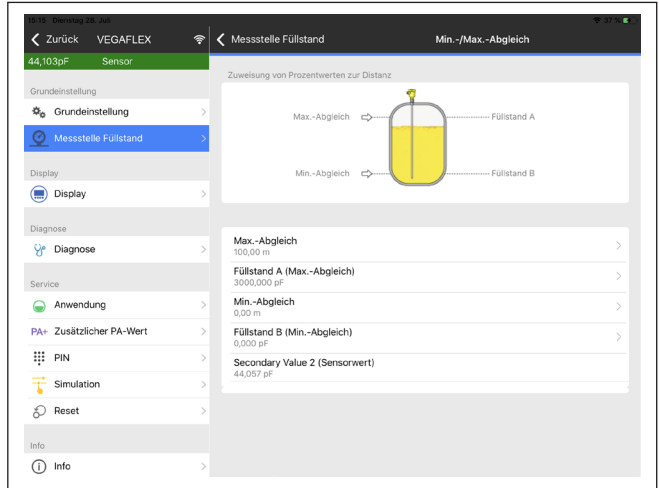 15:15 Dienstag 28. Juli
37 %
Zurück VEGAFLEX
44,103pF Sensor
Grundeinstellung
Grundeinstellung
Messstelle Füllstand
Display
Display
Diagnose
Diagnose
Service
Anwendung
PA+ Zusätzlicher PA-Wert
PIN
Simulation
Reset
Info
Info
Messstelle Füllstand Min.-/Max.-Abgleich
Zuweisung von Prozentwerten zur Distanz
Max.-Abgleich Füllstand A
Min.-Abgleich Füllstand B
Max.-Abgleich
100,00 m
Füllstand A (Max.-Abgleich)
3000,000 pF
Min.-Abgleich
0,00 m
Füllstand B (Min.-Abgleich)
0,000 pF
Secondary Value 2 (Sensorwert)
44,057 pF